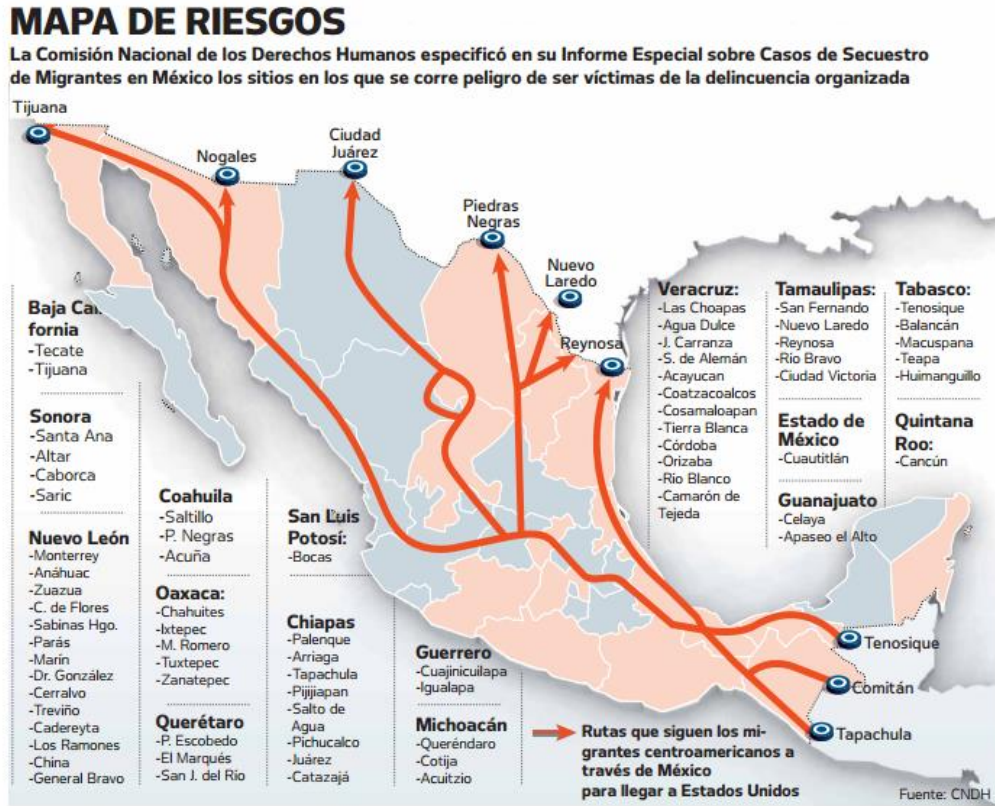 MAPA DE RIESGOS
La Comisión Nacional de los Derechos Humanos especificó en su Informe Especial sobre Casos de Secuestro
de Migrantes en México los sitios en los que se corre peligro de ser víctimas de la delincuencia organizada
Tijuana
Nogales
Ciudad
Juárez
Piedras
Negras
Nuevo
Laredo
Reynosa
Tenosique
Comitán
Tapachula
Baja Cali
fornia
-Tecate
-Tijuana
Sonora
-Santa Ana
-Altar
-Caborca
-Saric
Nuevo León
-Monterrey
-Anáhuac
-Zuazua
-C. de Flores
-Sabinas Hgo.
-Parás
-Marín
-Dr. González
-Cerralvo
-Treviño
-Cadereyta
-Los Ramones
-China
-General Bravo
Coahuila
-Saltillo
-P. Negras
-Acuña
Oaxaca:
-Chahuites
-Ixtepec
-M. Romero
-Tuxtepec
-Zanatepec
Querétaro
-P. Escobedo
-El Marqués
-San J. del Río
San Luis
Potosí:
-Bocas
Chiapas
-Palenque
-Arriaga
-Tapachula
-Pijijiapan
-Salto de
Agua
-Pichucalco
-Juárez
-Catazajá
Guerrero
-Cuajinicuilapa
-Igualapa
Michoacán
-Queréndaro
-Cotija
-Acuitzio
Veracruz:
-Las Choapas
-Agua Dulce
-J. Carranza
-S. de Alemán
-Acayucan
-Coatzacoalcos
-Cosamaloapan
-Tierra Blanca
-Córdoba
-Orizaba
-Río Blanco
-Camarón de
Tejeda
Tamaulipas:
-San Fernando
-Nuevo Laredo
-Reynosa
-Río Bravo
-Ciudad Victoria
Estado de
México
-Cuautitlán
Guanajuato
-Celaya
-Apaseo el Alto
Tabasco:
-Tenosique
-Balancán
-Macuspana
-Teapa
-Huimanguillo
Quintana
Roo:
-Cancún
Rutas que siguen los mi-
grantes centroamericanos a
través de México
para llegar a Estados Unidos
Fuente: CNDH